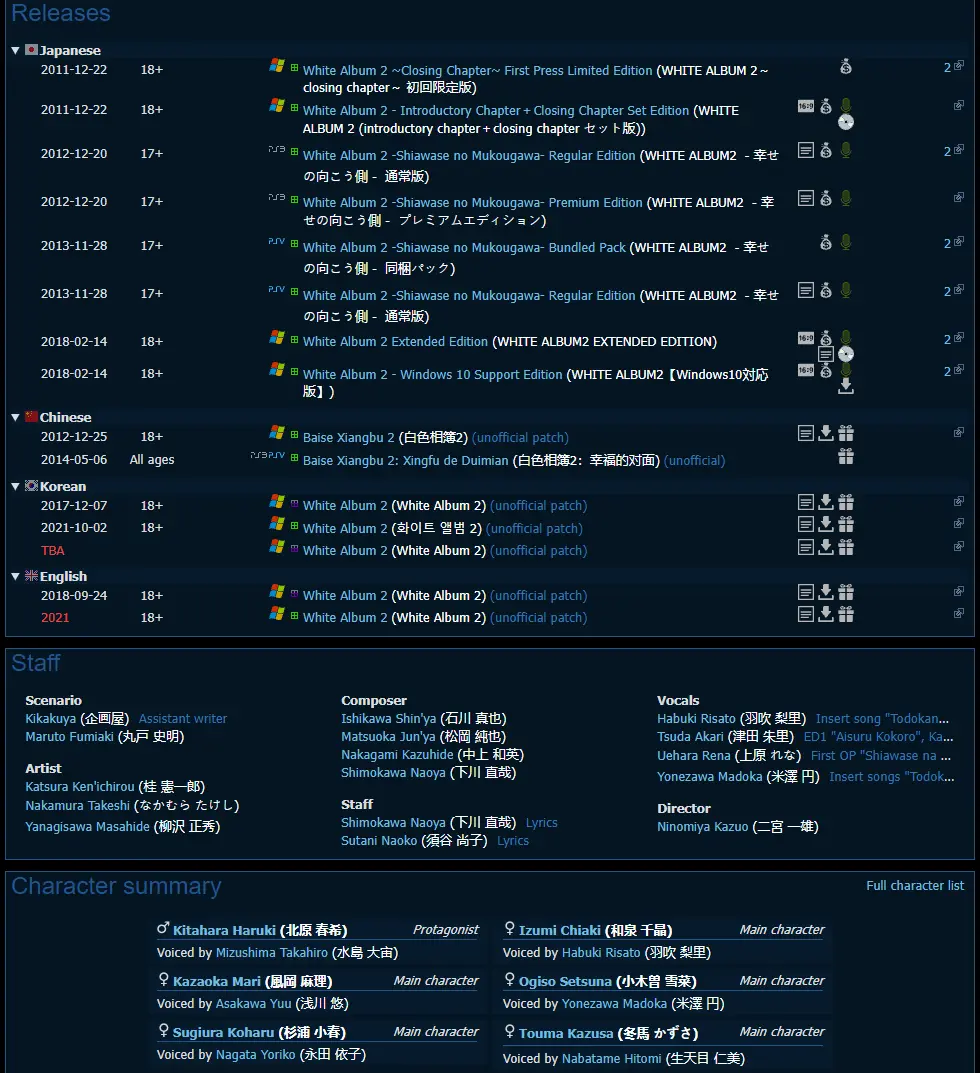 Releases
Japanese
2011-12-22 18+ White Album 2 ~Closing Chapter~ First Press Limited Edition (WHITE ALBUM 2～ 2
closing chapter～ 初回限定版)
2011-12-22 18+ White Album 2 - Introductory Chapter + Closing Chapter Set Edition (WHITE 16:9
ALBUM 2 (introductory chapter + closing chapter セット版))
2012-12-20 17+ PS3 White Album 2 -Shiawase no Mukougawa- Regular Edition (WHITE ALBUM2 - 幸せ 2
の向こう側 - 通常版)
2012-12-20 17+ PS3 White Album 2 -Shiawase no Mukougawa- Premium Edition (WHITE ALBUM2 - 幸
せの向こう側 - プレミアムエディション)
2013-11-28 17+ PSV White Album 2 -Shiawase no Mukougawa- Bundled Pack (WHITE ALBUM2 - 幸せ 2
の向こう側 - 同梱パック)
2013-11-28 17+ PSV White Album 2 -Shiawase no Mukougawa- Regular Edition (WHITE ALBUM2 - 幸せ 2
の向こう側 - 通常版)
2018-02-14 18+ White Album 2 Extended Edition (WHITE ALBUM2 EXTENDED EDITION) 16:9 2
2018-02-14 18+ White Album 2 - Windows 10 Support Edition (WHITE ALBUM2【Windows10対応 16:9 2
版】)
Chinese
2012-12-25 18+ Baise Xiangbu 2 (白色相簿2) (unofficial patch)
2014-05-06 All ages PS3 PSV Baise Xiangbu 2: Xingfu de Duimian (白色相簿2：幸福的对面) (unofficial)
Korean
2017-12-07 18+ White Album 2 (White Album 2) (unofficial patch)
2021-10-02 18+ White Album 2 (화이트 앨범 2) (unofficial patch)
TBA 18+ White Album 2 (White Album 2) (unofficial patch)
English
2018-09-24 18+ White Album 2 (White Album 2) (unofficial patch)
2021 18+ White Album 2 (White Album 2) (unofficial patch)
Staff
Scenario
Kikakuya (企画屋) Assistant writer
Maruto Fumiaki (丸戸 史明)
Artist
Katsura Ken'ichirou (桂 憲一郎)
Nakamura Takeshi (なかむら たけし)
Yanagisawa Masahide (柳沢 正秀)
Composer
Ishikawa Shin'ya (石川 真也)
Matsuoka Jun'ya (松岡 純也)
Nakagami Kazuhide (中上 和英)
Shimokawa Naoya (下川 直哉)
Staff
Shimokawa Naoya (下川 直哉) Lyrics
Sutani Naoko (須谷 尚子) Lyrics
Vocals
Habuki Risato (羽吹 梨里) Insert song "Todokan...
Tsuda Akari (津田 朱里) ED1 "Aisuru Kokoro", Ka...
Uehara Rena (上原 れな) First OP "Shiawase na ...
Yonezawa Madoka (米澤 円) Insert songs "Todok...
Director
Ninomiya Kazuo (二宮 一雄)
Character summary
Full character list
♂ Kitahara Haruki (北原 春希) Protagonist
Voiced by Mizushima Takahiro (水島 大宙)
♀ Izumi Chiaki (和泉 千晶) Main character
Voiced by Habuki Risato (羽吹 梨里)
♀ Kazaoka Mari (風岡 麻理) Main character
Voiced by Asakawa Yuu (浅川 悠)
♀ Ogiso Setsuna (小木曽 雪菜) Main character
Voiced by Yonezawa Madoka (米澤 円)
♀ Sugiura Koharu (杉浦 小春) Main character
Voiced by Nagata Yoriko (永田 依子)
♀ Touma Kazusa (冬馬 かずさ) Main character
Voiced by Nabatame Hitomi (生天目 仁美)